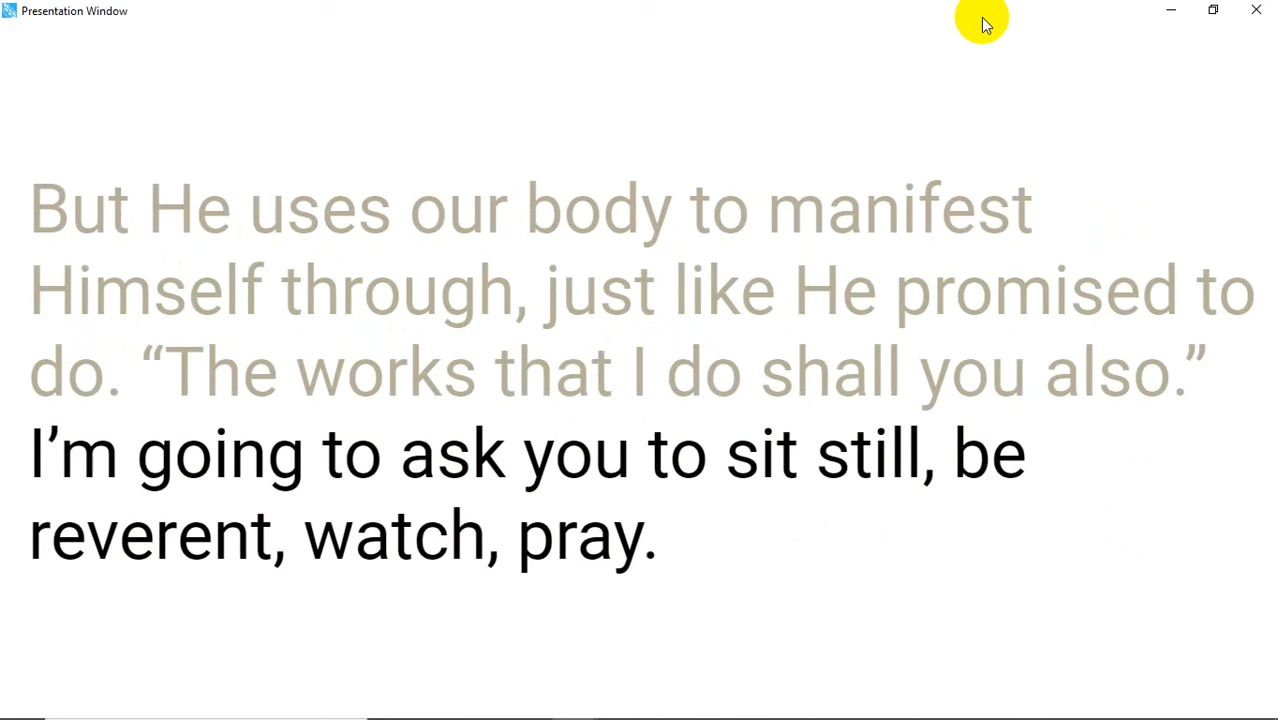 Presentation Window
But He uses our body to manifest
Himself through, just like He promised to
do. “The works that I do shall you also.”
I’m going to ask you to sit still, be
reverent, watch, pray.